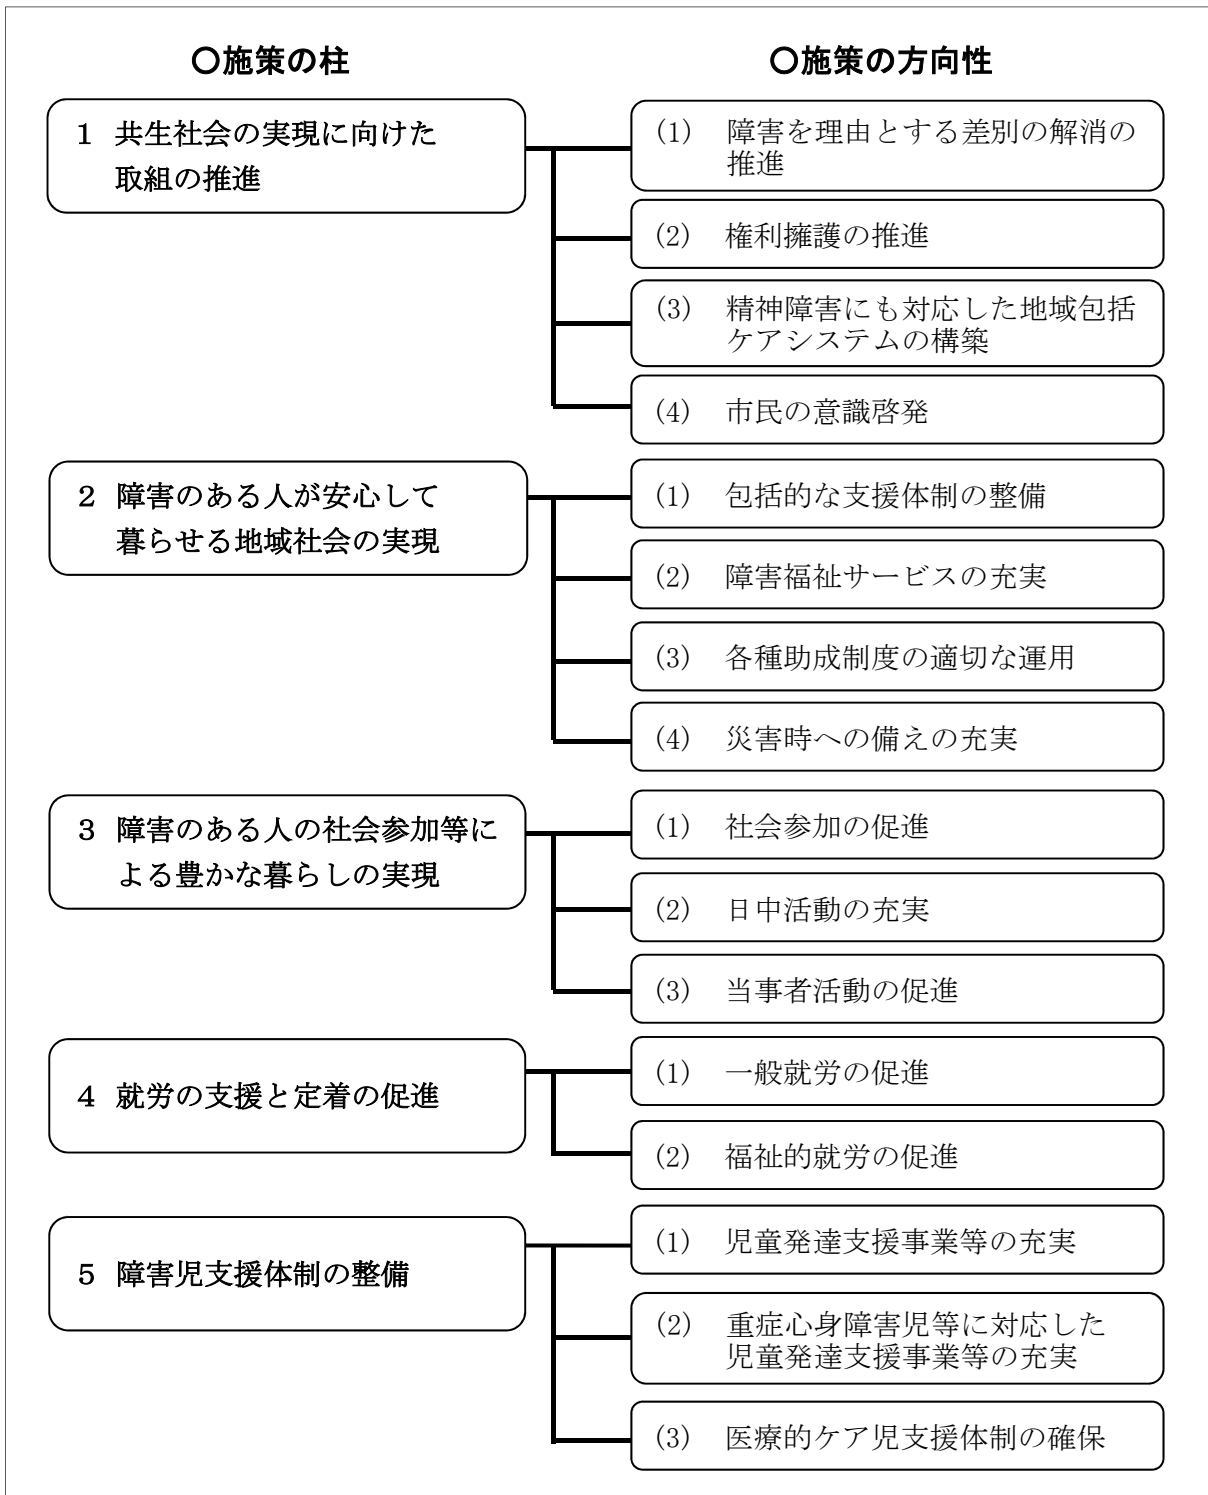 〇施策の柱
〇施策の方向性
１ 共生社会の実現に向けた
取組の推進
(1) 障害を理由とする差別の解消の
推進
(2) 権利擁護の推進
(3) 精神障害にも対応した地域包括
ケアシステムの構築
(4) 市民の意識啓発
２ 障害のある人が安心して
暮らせる地域社会の実現
(1) 包括的な支援体制の整備
(2) 障害福祉サービスの充実
(3) 各種助成制度の適切な運用
(4) 災害時への備えの充実
３ 障害のある人の社会参加等に
よる豊かな暮らしの実現
(1) 社会参加の促進
(2) 日中活動の充実
(3) 当事者活動の促進
４ 就労の支援と定着の促進
(1) 一般就労の促進
(2) 福祉的就労の促進
５ 障害児支援体制の整備
(1) 児童発達支援事業等の充実
(2) 重症心身障害児等に対応した
児童発達支援事業等の充実
(3) 医療的ケア児支援体制の確保